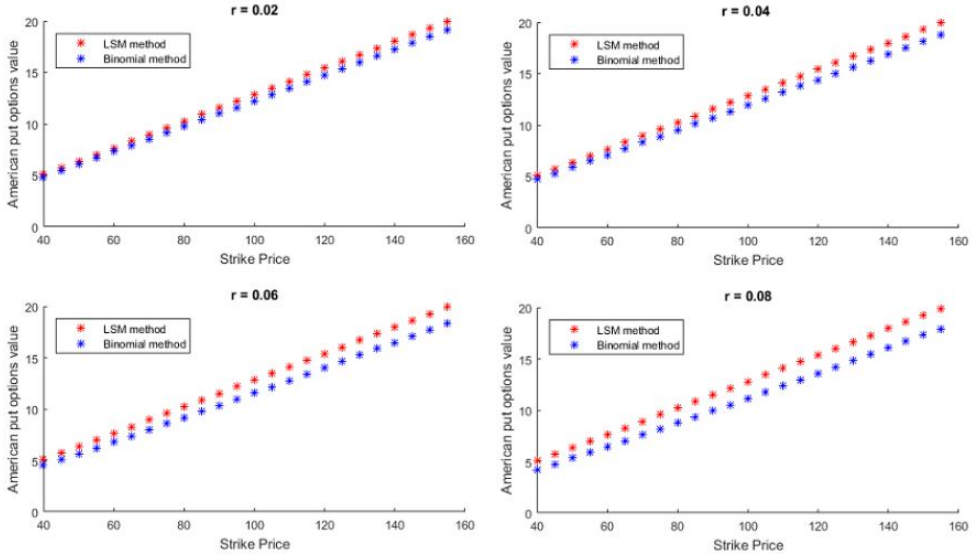 r = 0.02
American put options value
20
15
10
5
0
LSM method
Binomial method
40
60
80
100
120
140
160
Strike Price
r = 0.04
American put options value
20
15
10
5
0
LSM method
Binomial method
40
60
80
100
120
140
160
Strike Price
r = 0.06
American put options value
20
15
10
5
0
LSM method
Binomial method
40
60
80
100
120
140
160
Strike Price
r = 0.08
American put options value
20
15
10
5
0
LSM method
Binomial method
40
60
80
100
120
140
160
Strike Price